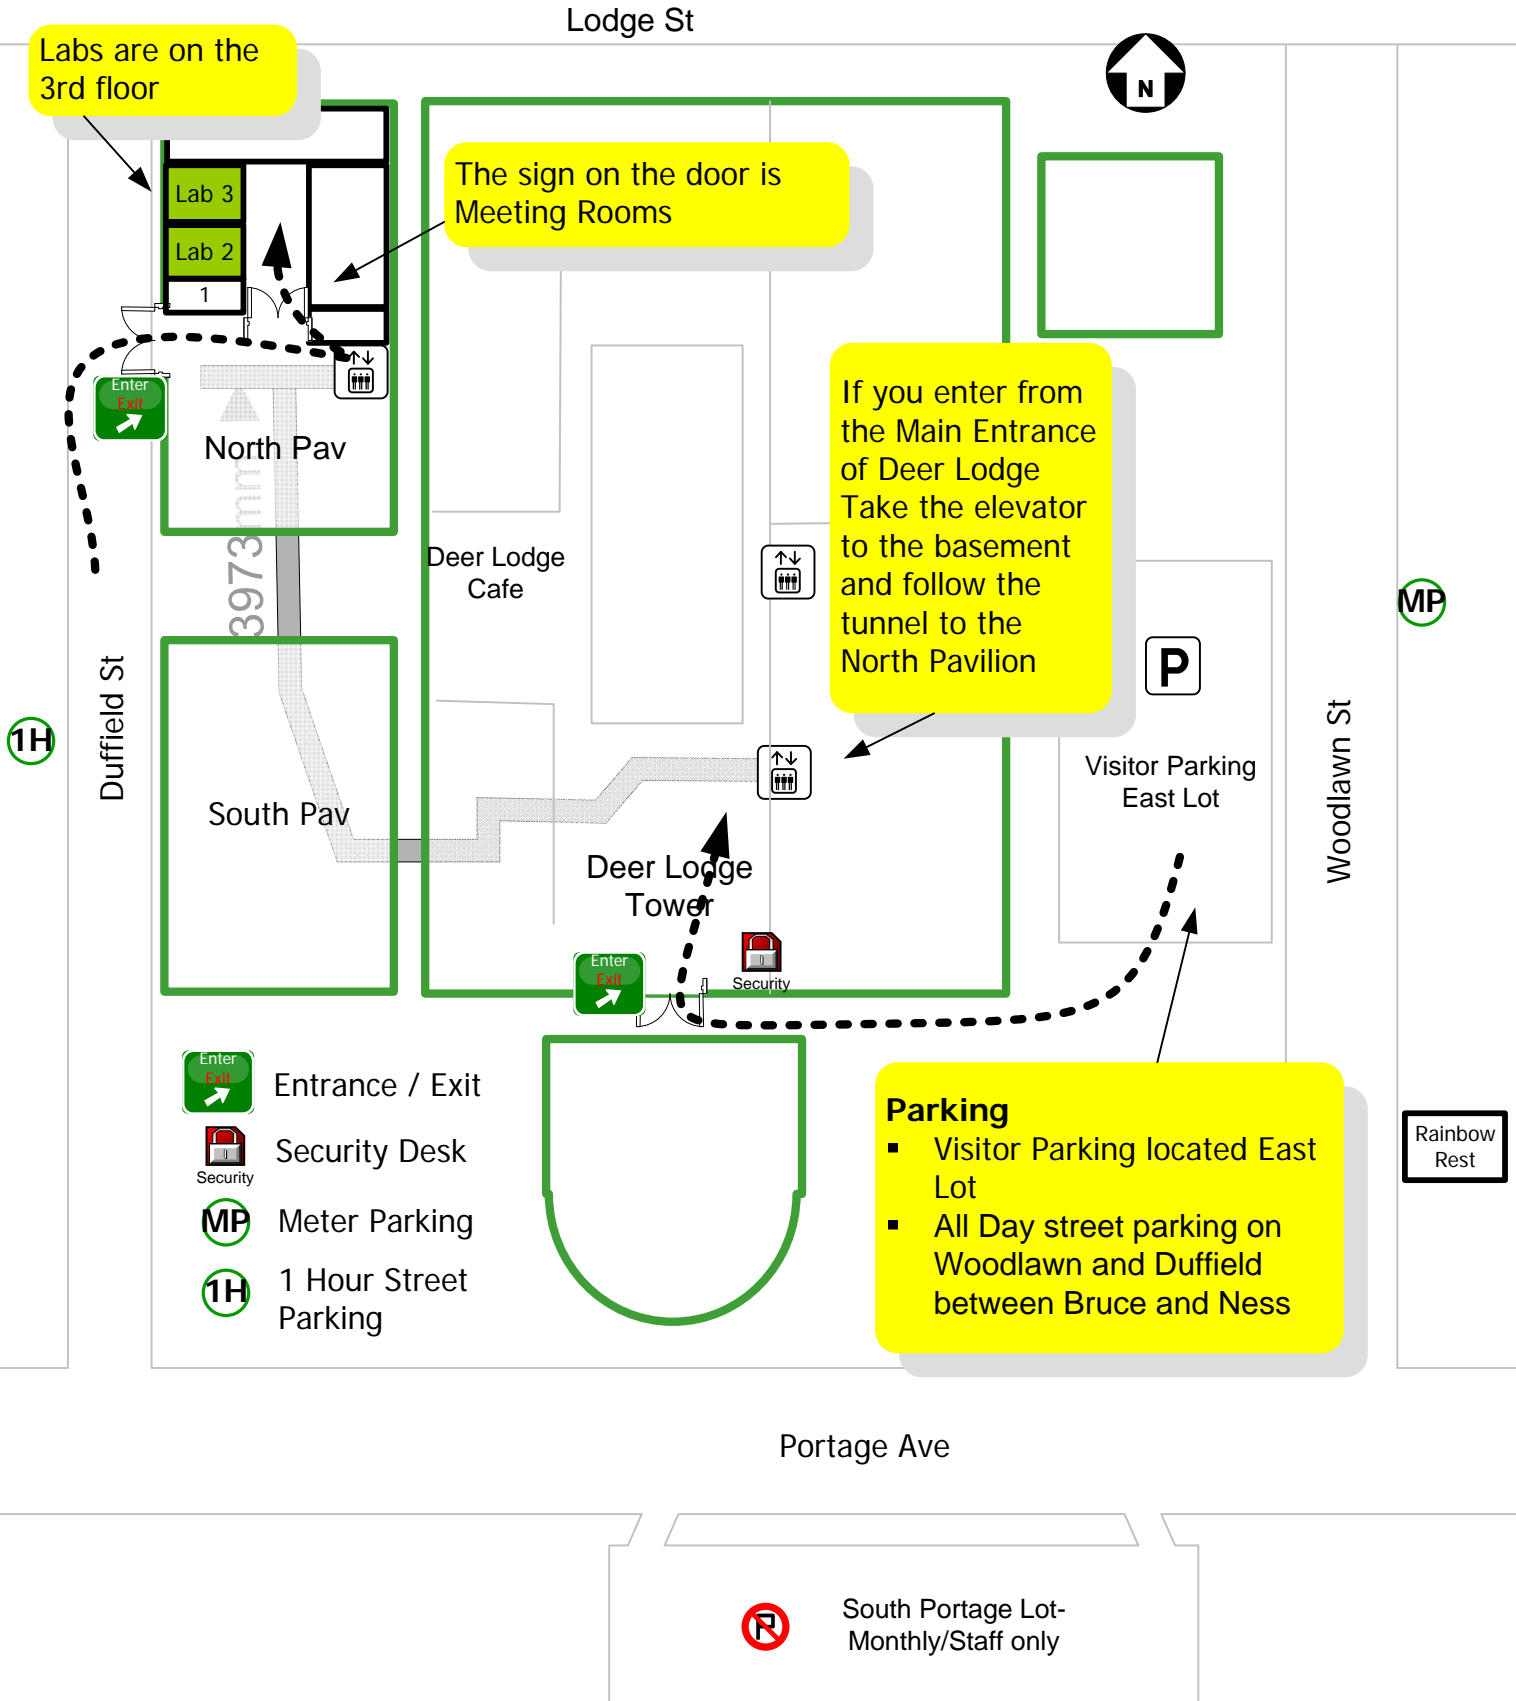 Lodge St
Labs are on the
3rd floor
N
The sign on the door is
Meeting Rooms
Lab 3
Lab 2
1
Enter
Exit
North Pav
3973mm
If you enter from
the Main Entrance
of Deer Lodge
Take the elevator
to the basement
and follow the
tunnel to the
North Pavilion
Deer Lodge
Cafe
MP
P
Duffield St
1H
Woodlawn St
Visitor Parking
East Lot
South Pav
Deer Lodge
Tower
Enter
Exit
Security
Enter
Exit
Entrance / Exit
Security
Security Desk
MP
Meter Parking
1H
1 Hour Street
Parking
Parking
▪ Visitor Parking located East
Lot
▪ All Day street parking on
Woodlawn and Duffield
between Bruce and Ness
Rainbow
Rest
Portage Ave
P
South Portage Lot-
Monthly/Staff only